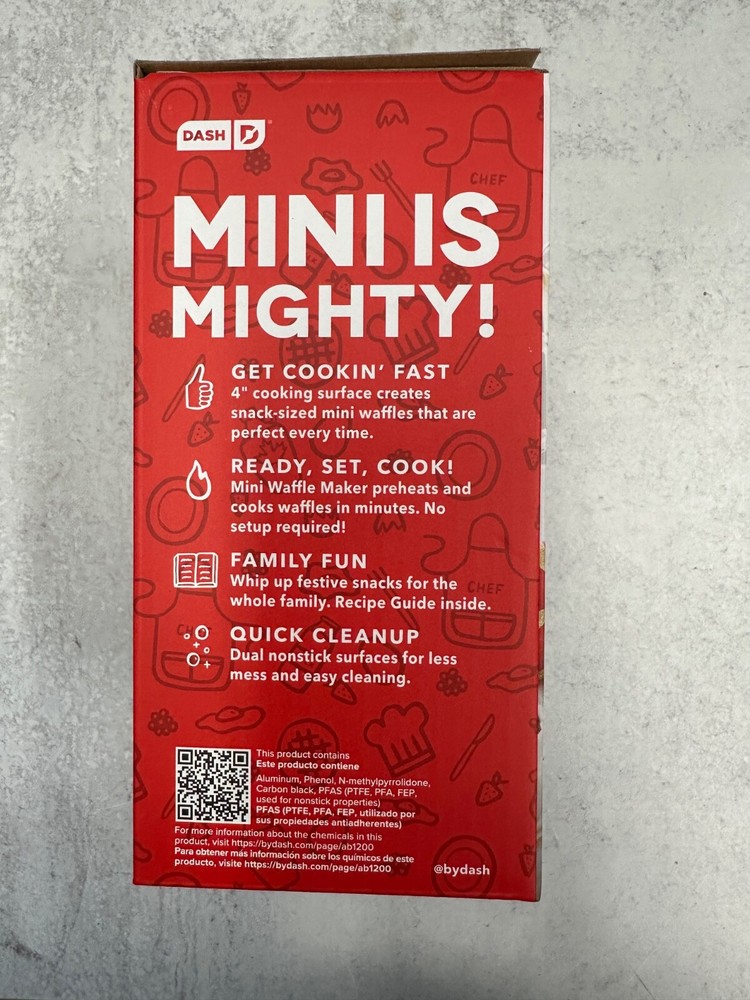 DASH
MINI IS
MIGHTY!
GET COOKIN' FAST
4" cooking surface creates
snack-sized mini waffles that are
perfect every time.
READY, SET, COOK!
Mini Waffle Maker preheats and
cooks waffles in minutes. No
setup required!
FAMILY FUN
Whip up festive snacks for the
whole family. Recipe Guide inside.
QUICK CLEANUP
Dual nonstick surfaces for less
mess and easy cleaning.
This product contains
Este producto contiene
Aluminum, Phenol, N-methylpyrrolidone,
Carbon black, PFAS (PTFE, PFA, FEP,
used for nonstick properties)
PFAS (PTFE, PFA, FEP, utilizado por
sus propiedades antiadherentes)
For more information about the chemicals in this
product, visit https://bydash.com/page/ab1200
Para obtener más información sobre los químicos de este
producto, visite https://bydash.com/page/ab1200
@bydash
CHEF
CHEF